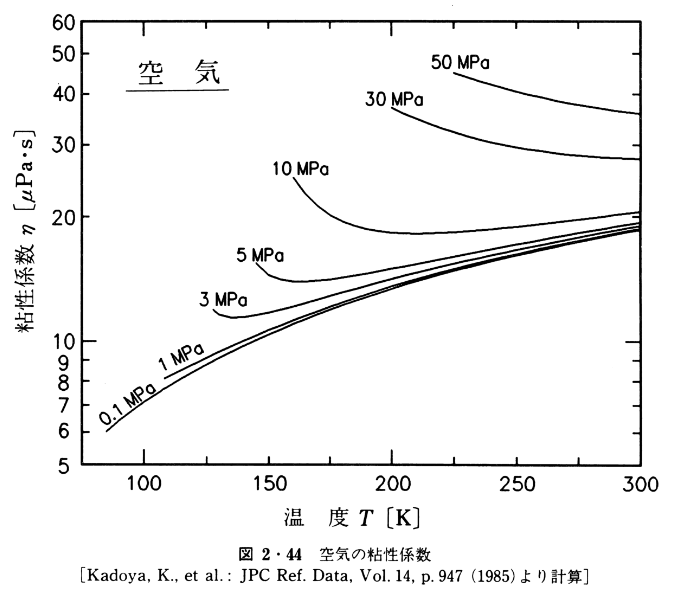 60
50
40
30
20
10
9
8
7
6
5
粘性係数 η [μPa·s]
空 気
50 MPa
30 MPa
10 MPa
5 MPa
3 MPa
1 MPa
0.1 MPa
100 150 200 250 300
温 度 T [K]
図 2・44 空気の粘性係数
[Kadoya, K., et al.: JPC Ref. Data, Vol. 14, p. 947 (1985)より計算]